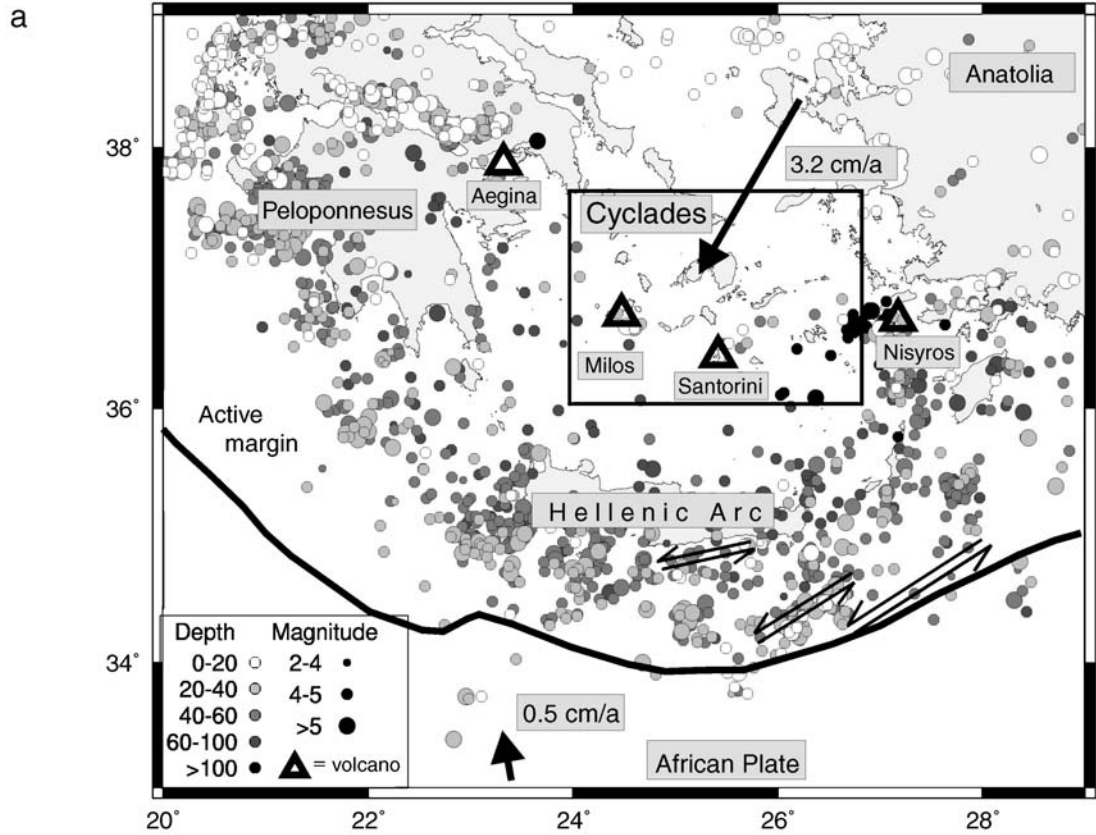 a
Anatolia
38°
3.2 cm/a
Aegina
Peloponnesus
Cyclades
Milos
Santorini
Nisyros
36°
Active
margin
Hellenic Arc
Depth
Magnitude
0-20
2-4
20-40
4-5
40-60
>5
60-100
>100
= volcano
34°
0.5 cm/a
African Plate
20°
22°
24°
26°
28°